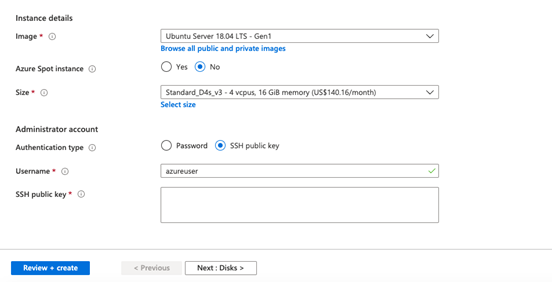 Instance details
Image *
Ubuntu Server 18.04 LTS - Gen1
Browse all public and private images
Azure Spot instance
Yes No
Size *
Standard_D4s_v3 - 4 vcpus, 16 GiB memory (US$140.16/month)
Select size
Administrator account
Authentication type
Password SSH public key
Username *
azureuser
SSH public key *
Review + create < Previous Next : Disks >